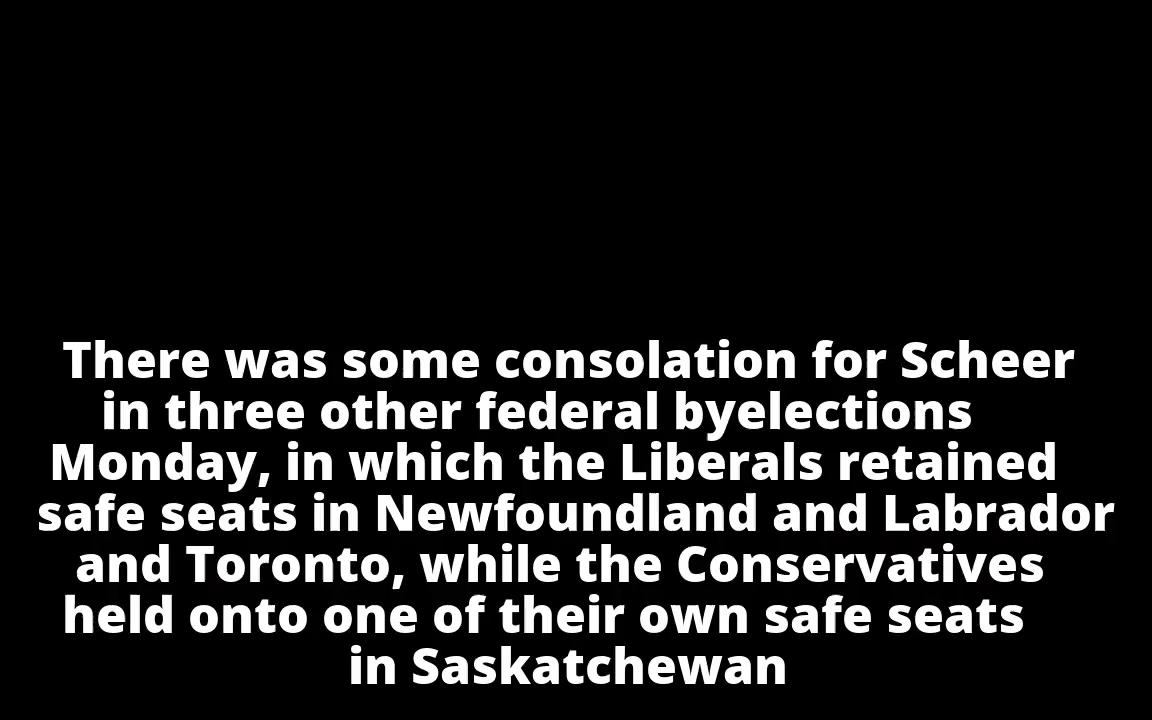 There was some consolation for Scheer
in three other federal byelections
Monday, in which the Liberals retained
safe seats in Newfoundland and Labrador
and Toronto, while the Conservatives
held onto one of their own safe seats
in Saskatchewan